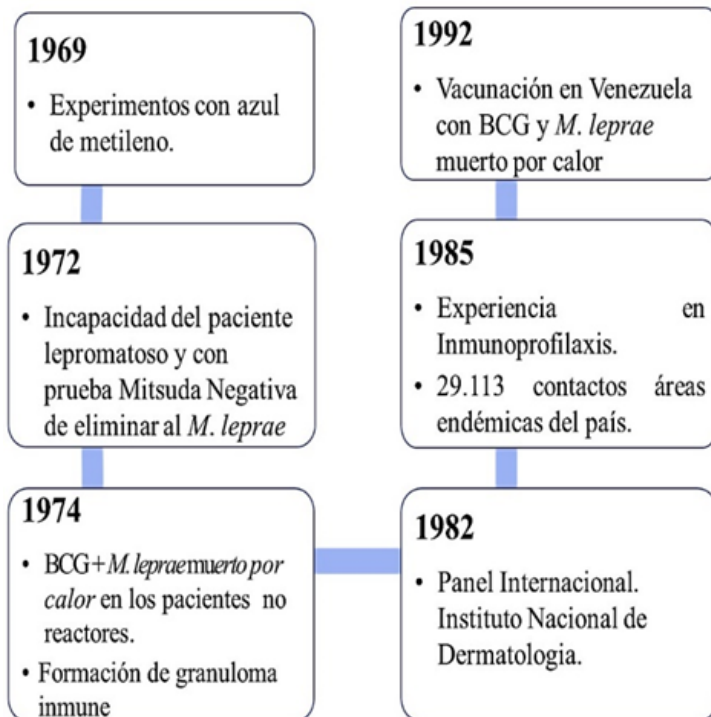 1969
• Experimentos con azul
de metileno.
1972
• Incapacidad del paciente
lepromatoso y con
prueba Mitsuda Negativa
de eliminar al M. leprae
1974
• BCG+M. lepraemuerto por
calor en los pacientes no
reactores.
• Formación de granuloma
inmune
1982
• Panel Internacional.
Instituto Nacional de
Dermatologia.
1985
• Experiencia en
Inmunoprofilaxis.
• 29.113 contactos áreas
endémicas del país.
1992
• Vacunación en Venezuela
con BCG y M. leprae
muerto por calor